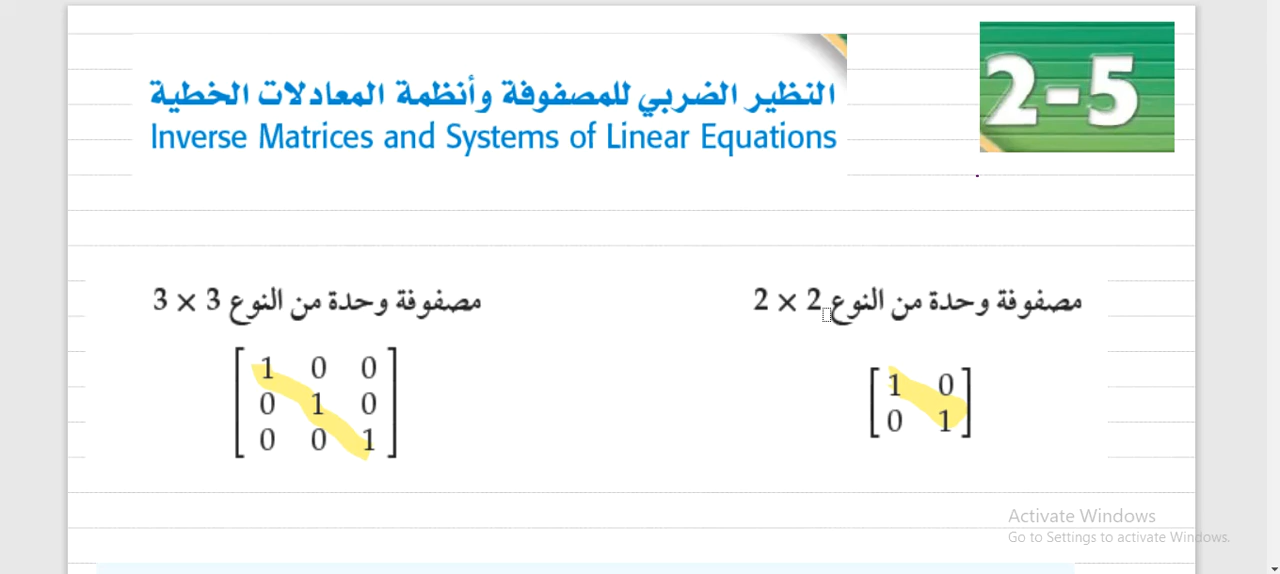 2-5
النظير الضربي للمصفوفة وأنظمة المعادلات الخطية
Inverse Matrices and Systems of Linear Equations
مصفوفة وحدة من النوع 2 × 2
1 0
0 1
مصفوفة وحدة من النوع 3 × 3
1 0 0
0 1 0
0 0 1
Activate Windows
Go to Settings to activate Windows.